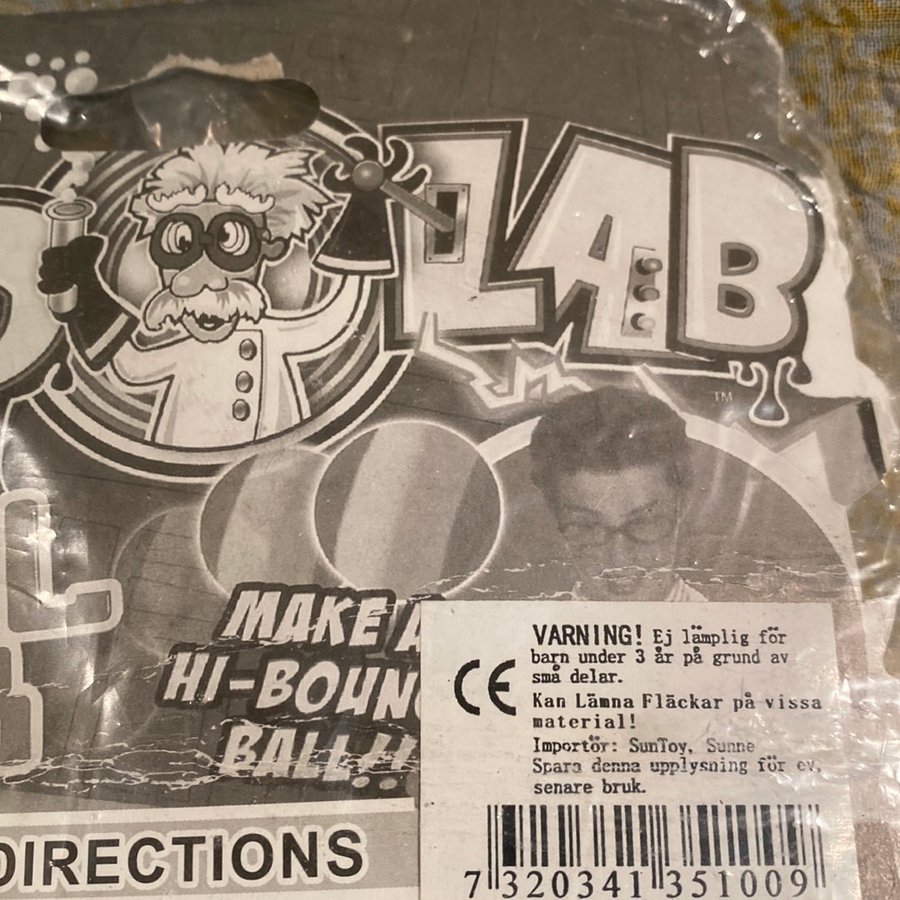 LAB
TM
MAKE A
HI-BOUN
BALL!!
DIRECTIONS
CE
VARNING! Ej lämplig för
barn under 3 år på grund av
små delar.
Kan Lämna Fläckar på vissa
material!
Importör: SunToy, Sunne
Spara denna upplysning för ev.
senare bruk.
7 320341 351009